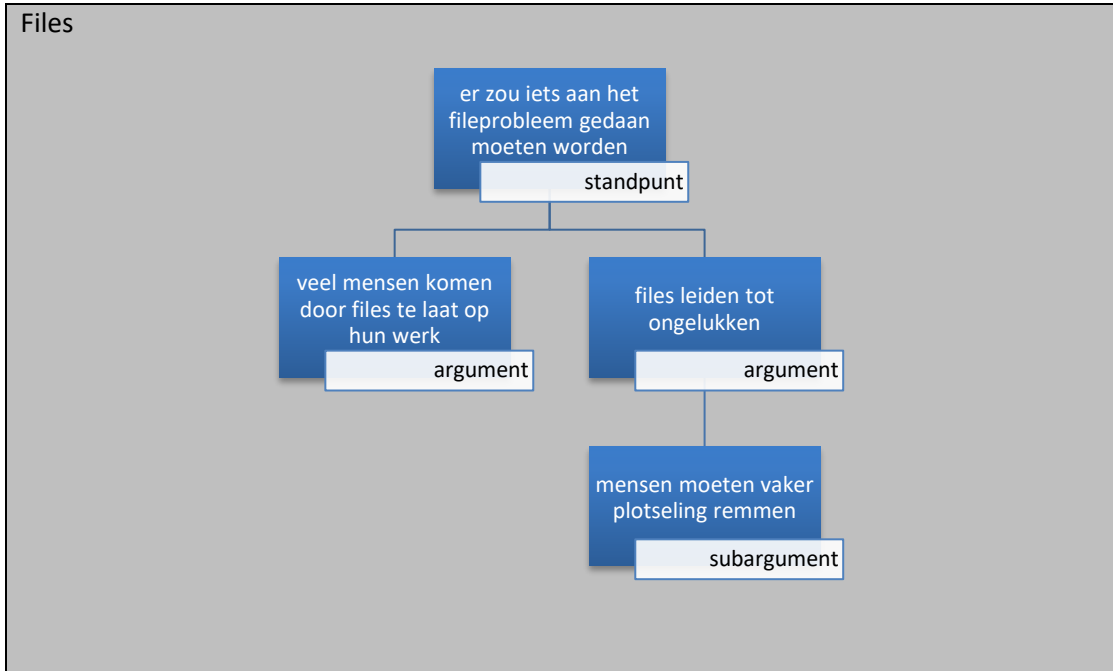 Files
er zou iets aan het
fileprobleem gedaan
moeten worden
standpunt
veel mensen komen
door files te laat op
hun werk
argument
files leiden tot
ongelukken
argument
mensen moeten vaker
plotseling remmen
subargument